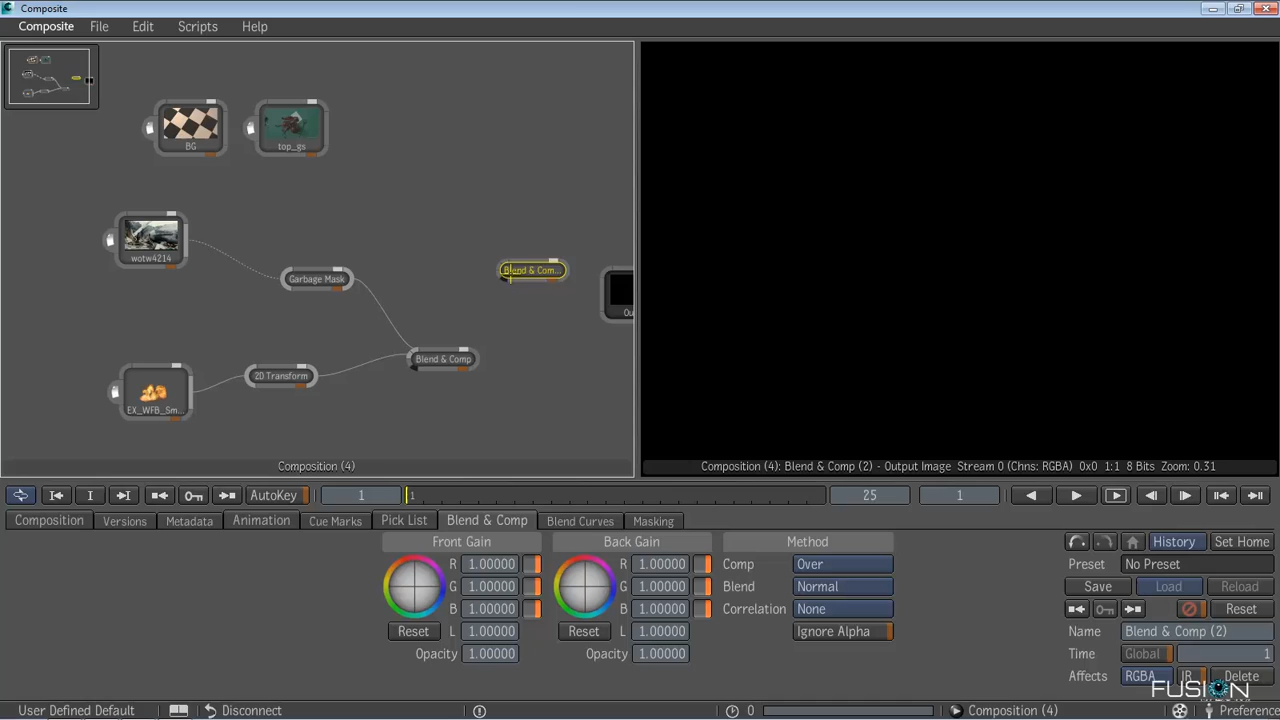 Composite
Composite File Edit Scripts Help
BG
top_gs
wotw4214
Garbage Mask
Blend & Com...
Blend & Comp
2D Transform
EX_WFB_Sm...
Composition (4)
Composition (4): Blend & Comp (2) - Output Image Stream 0 (Chns: RGBA) 0x0 1:1 8 Bits Zoom: 0.31
AutoKey 1 1 25 1
Composition Versions Metadata Animation Cue Marks Pick List Blend & Comp Blend Curves Masking
Front Gain
R 1.00000
G 1.00000
B 1.00000
Reset L 1.00000
Opacity 1.00000
Back Gain
R 1.00000
G 1.00000
B 1.00000
Reset L 1.00000
Opacity 1.00000
Method
Comp Over
Blend Normal
Correlation None
Ignore Alpha
History Set Home
Preset No Preset
Save Load Reload
Reset
Name Blend & Comp (2)
Time Global 1
Affects RGBA Delete
FUSION
User Defined Default Disconnect 0 Composition (4) Preference